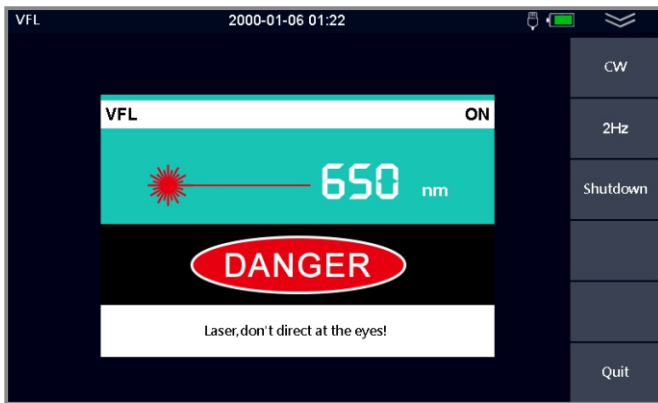 VFL 2000-01-06 01:22
CW
VFL ON
2Hz
650 nm
Shutdown
DANGER
Laser,don't direct at the eyes!
Quit